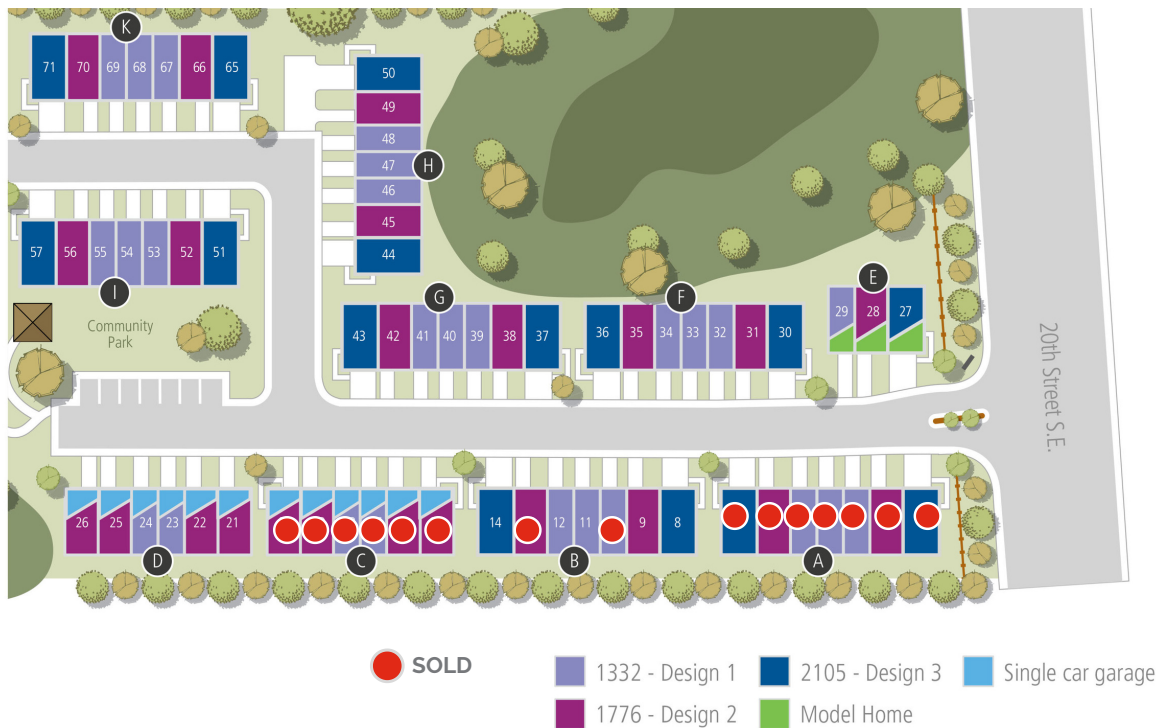 K
71 70 69 68 67 66 65
50
49
48
47
46
45
44
H
57 56 55 54 53 52 51
I
Community
Park
G
43 42 41 40 39 38 37
F
36 35 34 33 32 31 30
E
29 28 27
20th Street S.E.
26 25 24 23 22 21
D
C
14 12 11 9 8
B
A
SOLD
1332 - Design 1
2105 - Design 3
Single car garage
1776 - Design 2
Model Home